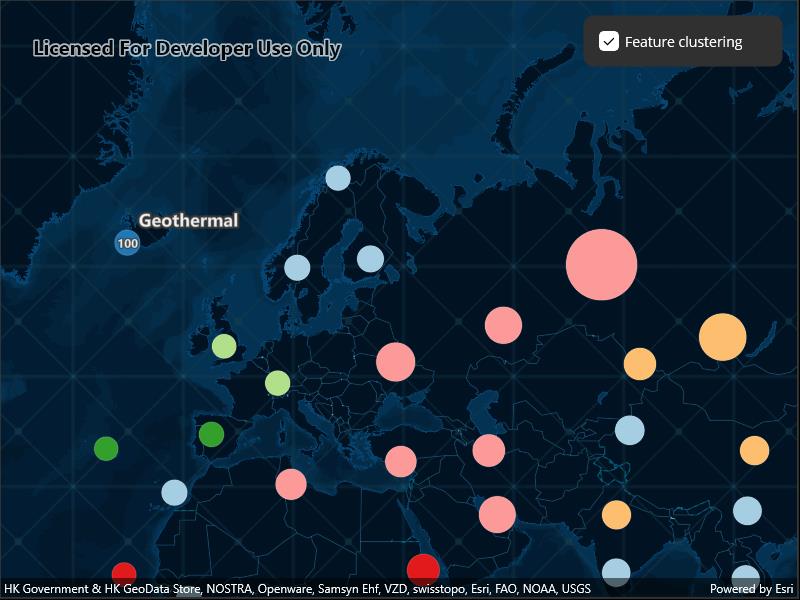 Licensed For Developer Use Only
Feature clustering
Geothermal
100
HK Government & HK GeoData Store, NOSTRA, Openware, Samsyn Ehf, VZD, swisstopo, Esri, FAO, NOAA, USGS
Powered by Esri